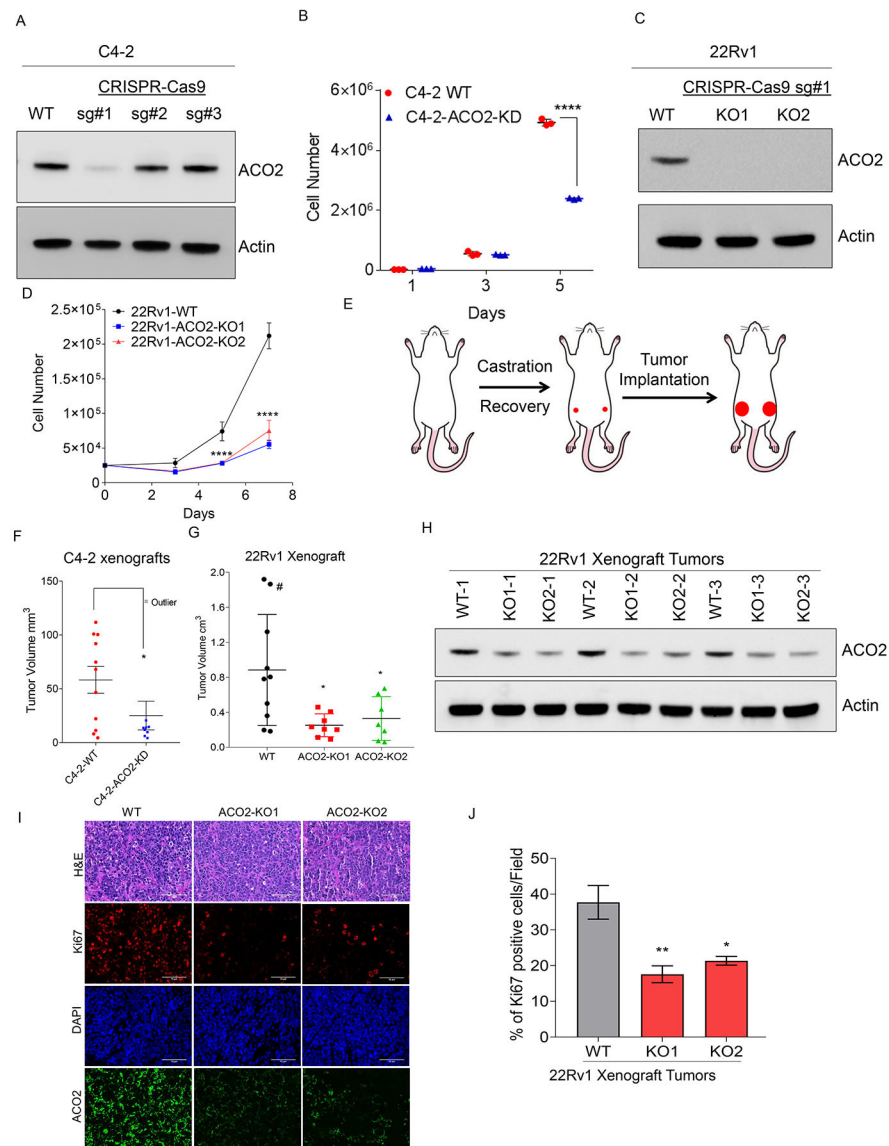 A
C4-2
CRISPR-Cas9
WT sg#1 sg#2 sg#3
ACO2
Actin
B
6×10⁶
4×10⁶
2×10⁶
0
Cell Number
C4-2 WT
C4-2-ACO2-KD
****
1 3 5
Days
C
22Rv1
CRISPR-Cas9 sg#1
WT KO1 KO2
ACO2
Actin
D
2.5×10⁵
2×10⁵
1.5×10⁵
1×10⁵
5×10⁴
Cell Number
22Rv1-WT
22Rv1-ACO2-KO1
22Rv1-ACO2-KO2
****
****
0 2 4 6 8
Days
E
Castration
Recovery
Tumor
Implantation
F
C4-2 xenografts
150
100
50
0
Tumor Volume mm³
Outlier
*
C4-2-WT
C4-2-ACO2-KD
G
22Rv1 Xenograft
2.0
1.6
1.2
0.8
0.4
0.0
Tumor Volume cm³
#
*
*
WT ACO2-KO1 ACO2-KO2
H
22Rv1 Xenograft Tumors
WT-1 KO1-1 KO2-1 WT-2 KO1-2 KO2-2 WT-3 KO1-3 KO2-3
ACO2
Actin
I
WT ACO2-KO1 ACO2-KO2
H&E
Ki67
DAPI
ACO2
J
50
40
30
20
10
0
% of Ki67 positive cells/Field
**
*
WT KO1 KO2
22Rv1 Xenograft Tumors